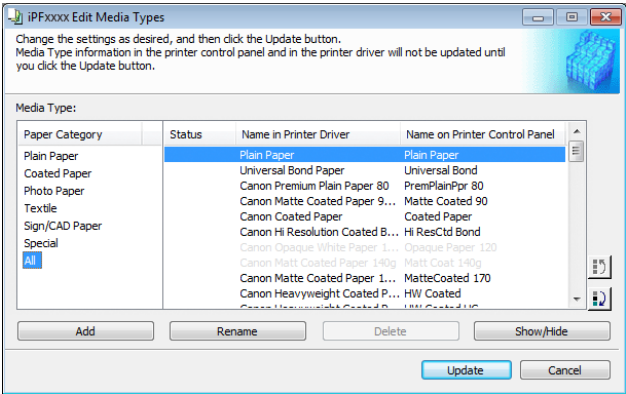 iPFxxxx Edit Media Types
Change the settings as desired, and then click the Update button.
Media Type information in the printer control panel and in the printer driver will not be updated until
you click the Update button.
Media Type:
Paper Category Status Name in Printer Driver Name on Printer Control Panel
Plain Paper Plain Paper Plain Paper
Coated Paper Universal Bond Paper Universal Bond
Photo Paper Canon Premium Plain Paper 80 PremPlainPpr 80
Textile Canon Matte Coated Paper 9... Matte Coated 90
Sign/CAD Paper Canon Coated Paper Coated Paper
Special Canon Hi Resolution Coated B... Hi ResCtd Bond
All Canon Opaque White Paper 1... Opaque Paper 120
Canon Matt Coated Paper 140g Matt Coat 140g
Canon Matte Coated Paper 1... MatteCoated 170
Canon Heavyweight Coated P... HW Coated
Add Rename Delete Show/Hide
Update Cancel